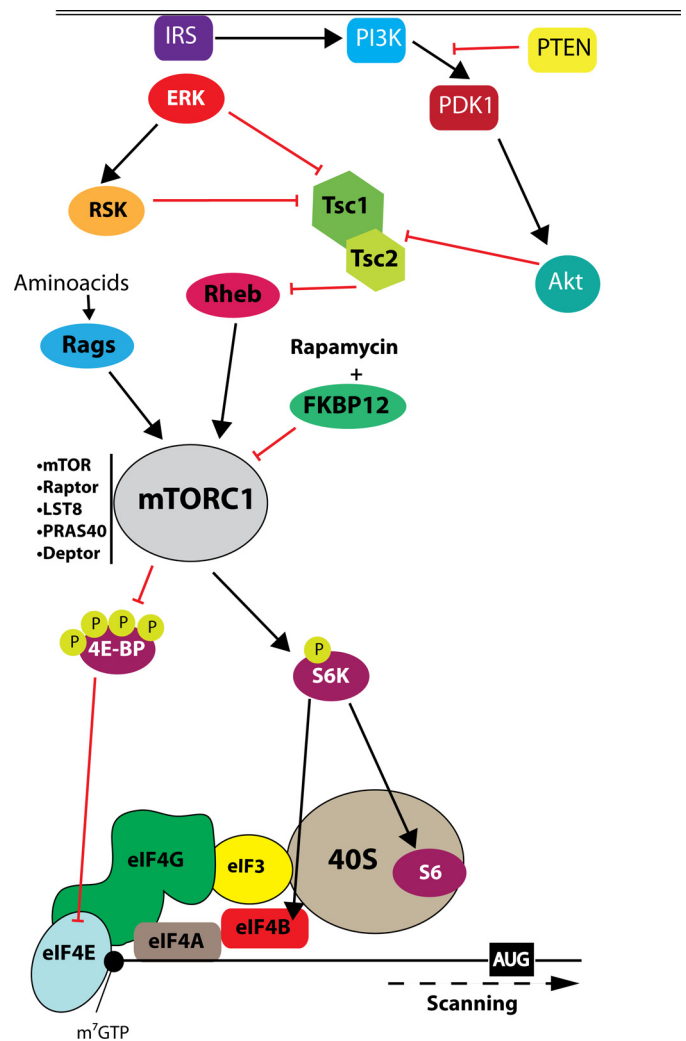 IRS
PI3K
PTEN
ERK
PDK1
RSK
Tsc1
Tsc2
Akt
Aminoacids
Rheb
Rags
Rapamycin
+
FKBP12
•mTOR
•Raptor
•LST8
•PRAS40
•Deptor
mTORC1
P
P
P
P
4E-BP
P
S6K
eIF4G
eIF3
40S
S6
eIF4B
eIF4A
eIF4E
AUG
Scanning
m⁷GTP